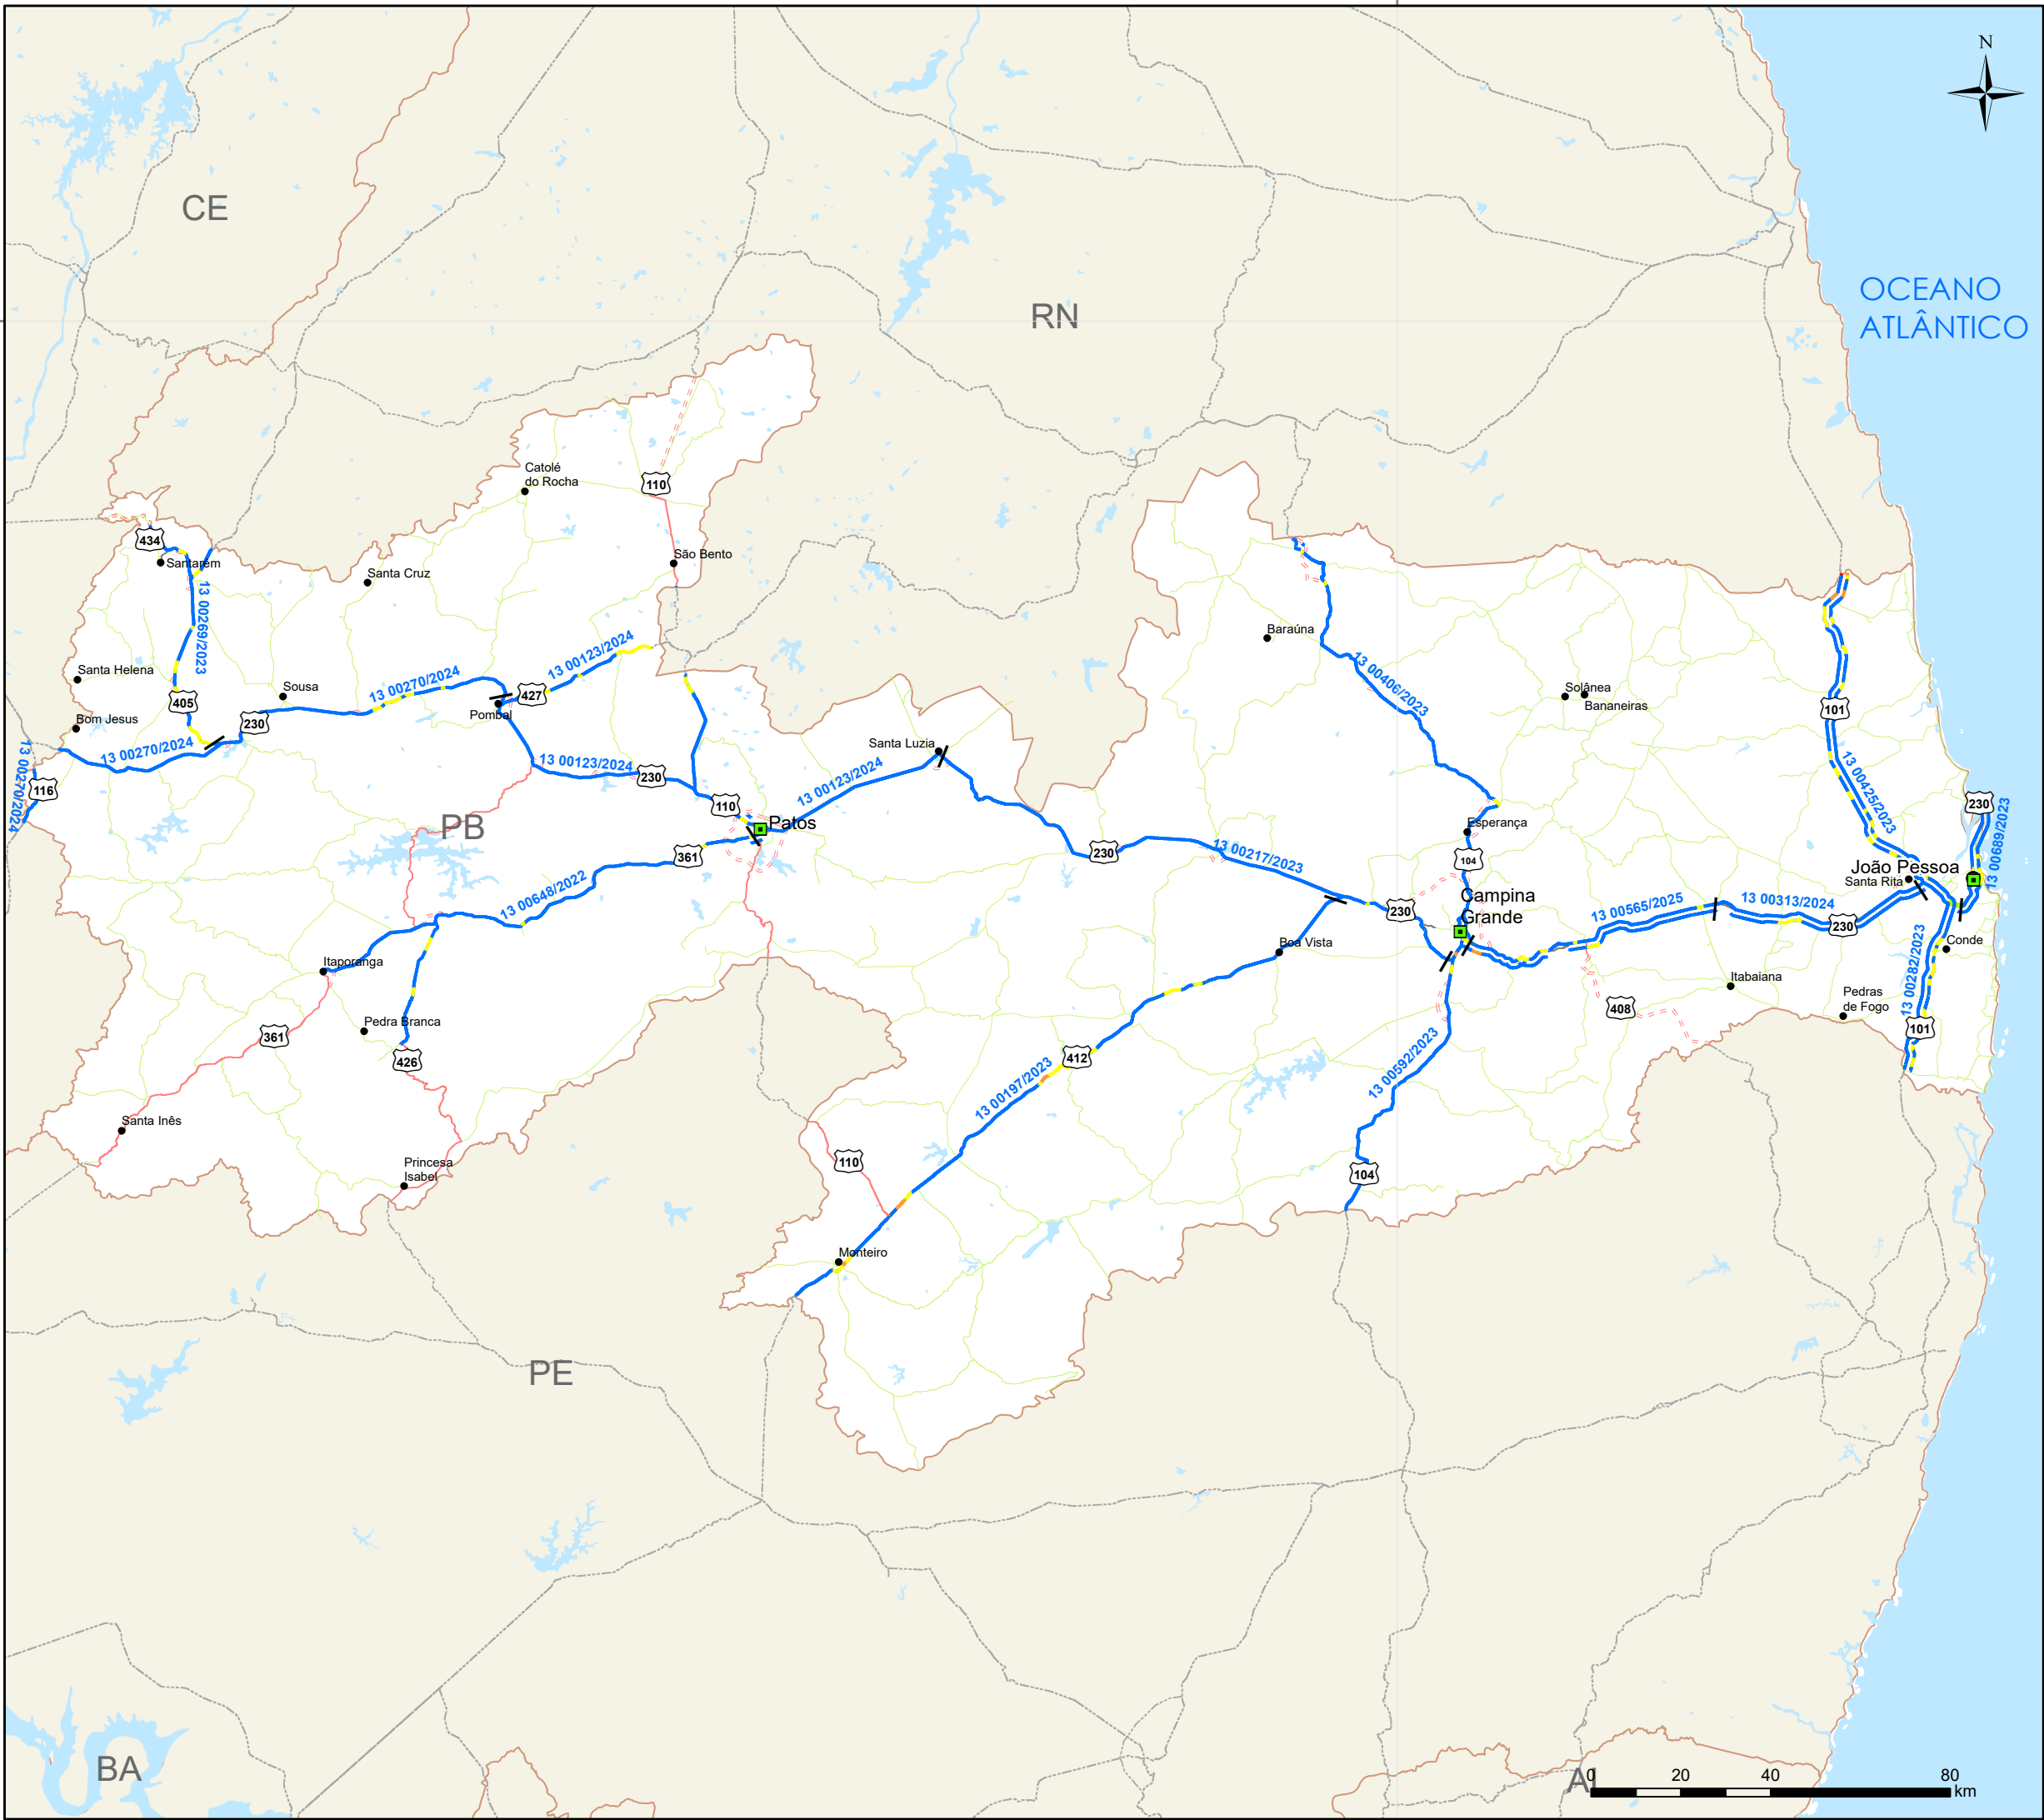 N
CE
OCEANO
ATLÂNTICO
RN
Catolé
do Rocha
110
434
Santarém
São Bento
Santa Cruz
13 00269/2023
Baraúna
13 00123/2024
Santa Helena
13 00270/2024
Sousa
427
405
Pombal
13 00406/2023
Solânea
Bananeiras
101
Bom Jesus
230
13 00270/2024
13 00270/2024
116
13 00123/2024
230
Santa Luzia
13 00123/2024
13 00425/2023
110
Patos
PB
230
13 00689/2023
Esperança
104
361
230
13 00217/2023
João Pessoa
Santa Rita
13 00648/2022
Campina
Grande
230
13 00565/2025
13 00313/2024
230
Boa Vista
Conde
13 00282/2023
Itaporanga
Itabaiana
Pedras
de Fogo
408
101
Pedra Branca
361
426
412
13 00197/2023
13 00592/2023
Santa Inês
Princesa
Isabel
110
104
Monteiro
PE
BA
AL
0
20
40
80
km